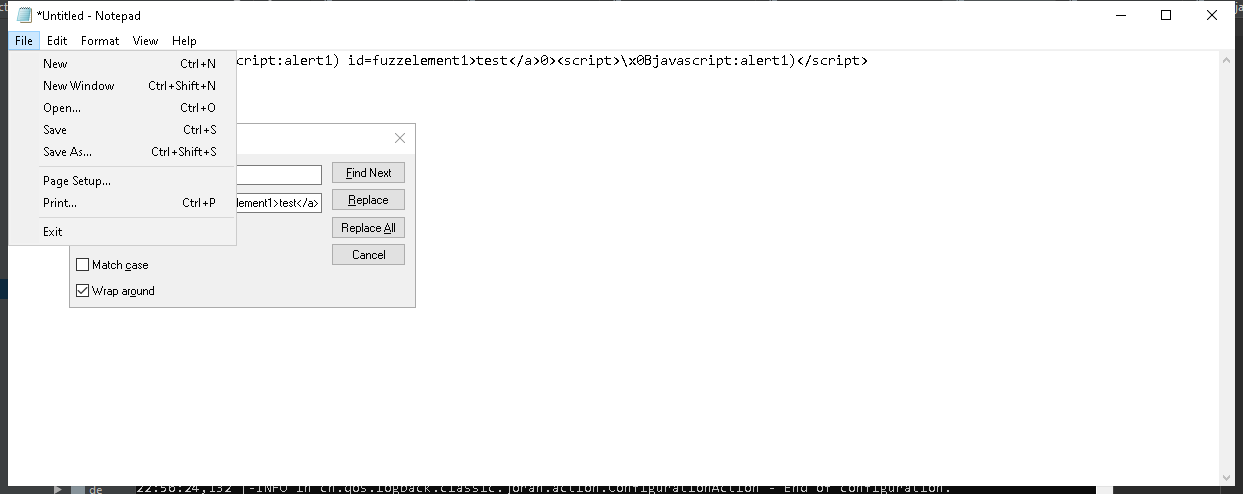 *Untitled - Notepad
File Edit Format View Help
cript:alert1) id=fuzzelement1>test</a>0><script>\x0Bjavascript:alert1)</script>
New Ctrl+N
New Window Ctrl+Shift+N
Open... Ctrl+O
Save Ctrl+S
Save As... Ctrl+Shift+S
Page Setup...
Print... Ctrl+P
Exit
Find Next
lement1>test</a>
Replace
Replace All
Cancel
Match case
Wrap around
de
22:56:24,132 |-INFO in ch.qos.logback.classic.joran.action.ConfigurationAction - End of configuration.